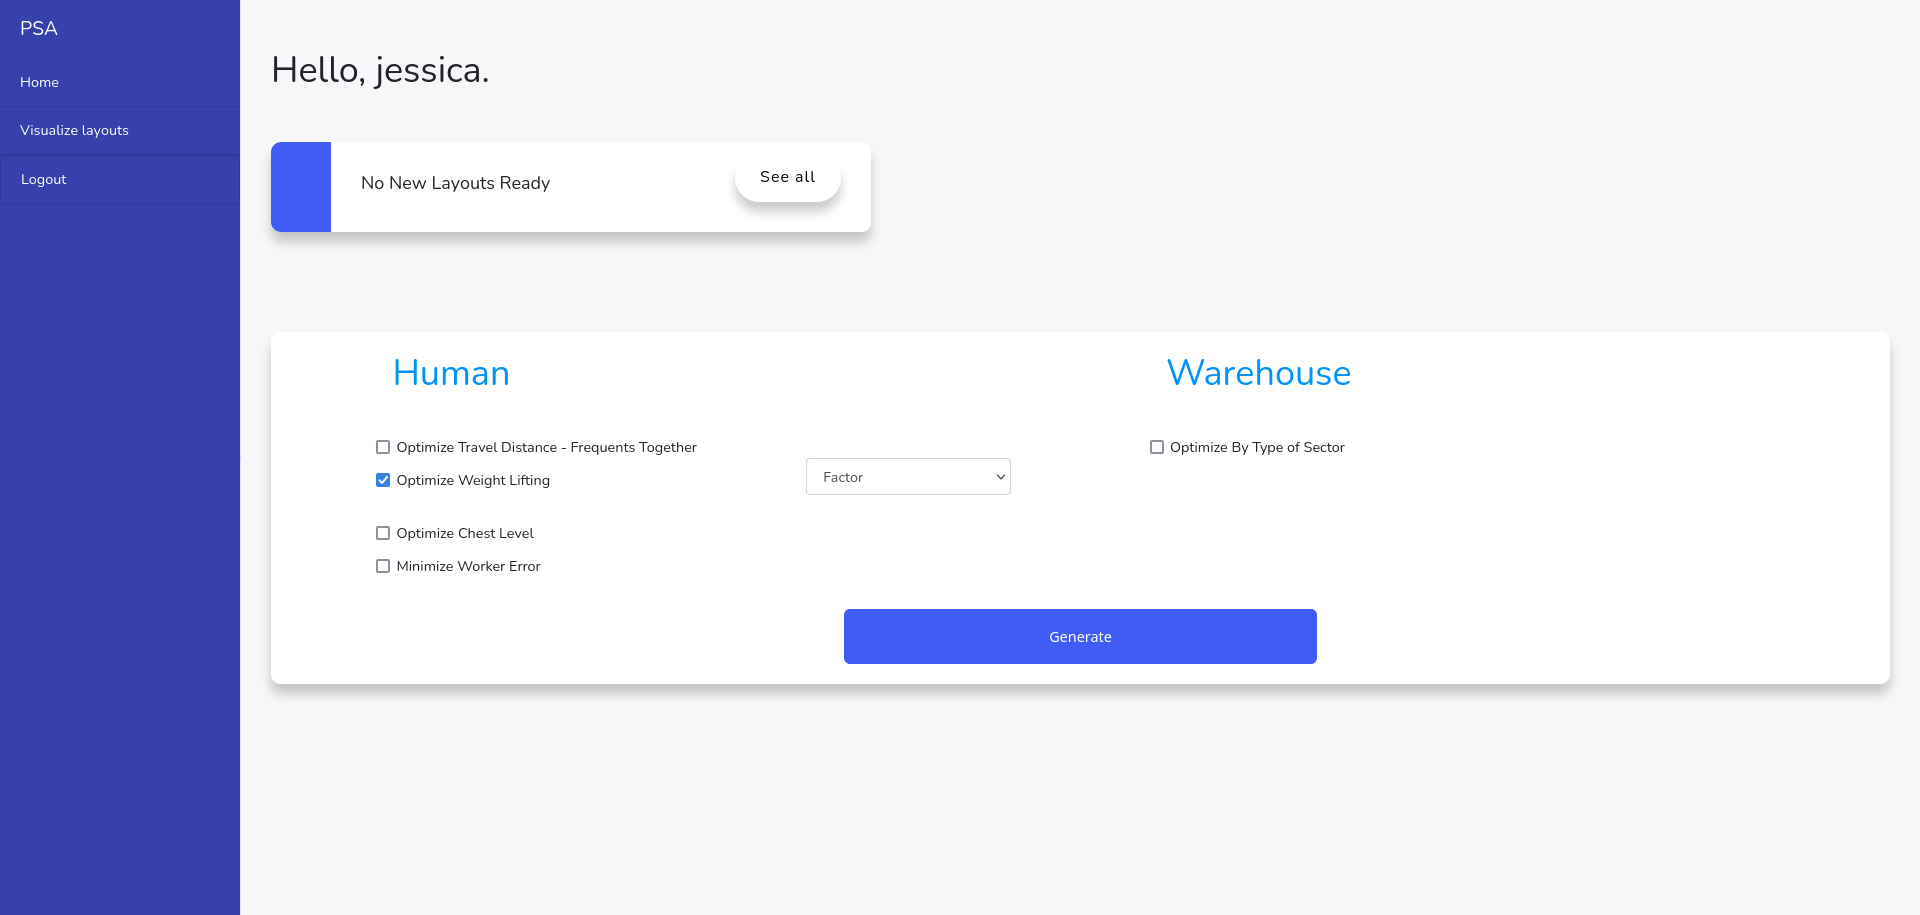 PSA
Home
Visualize layouts
Logout
Hello, jessica.
No New Layouts Ready
See all
Human
Optimize Travel Distance - Frequents Together
Optimize Weight Lifting
Factor
Optimize Chest Level
Minimize Worker Error
Warehouse
Optimize By Type of Sector
Generate